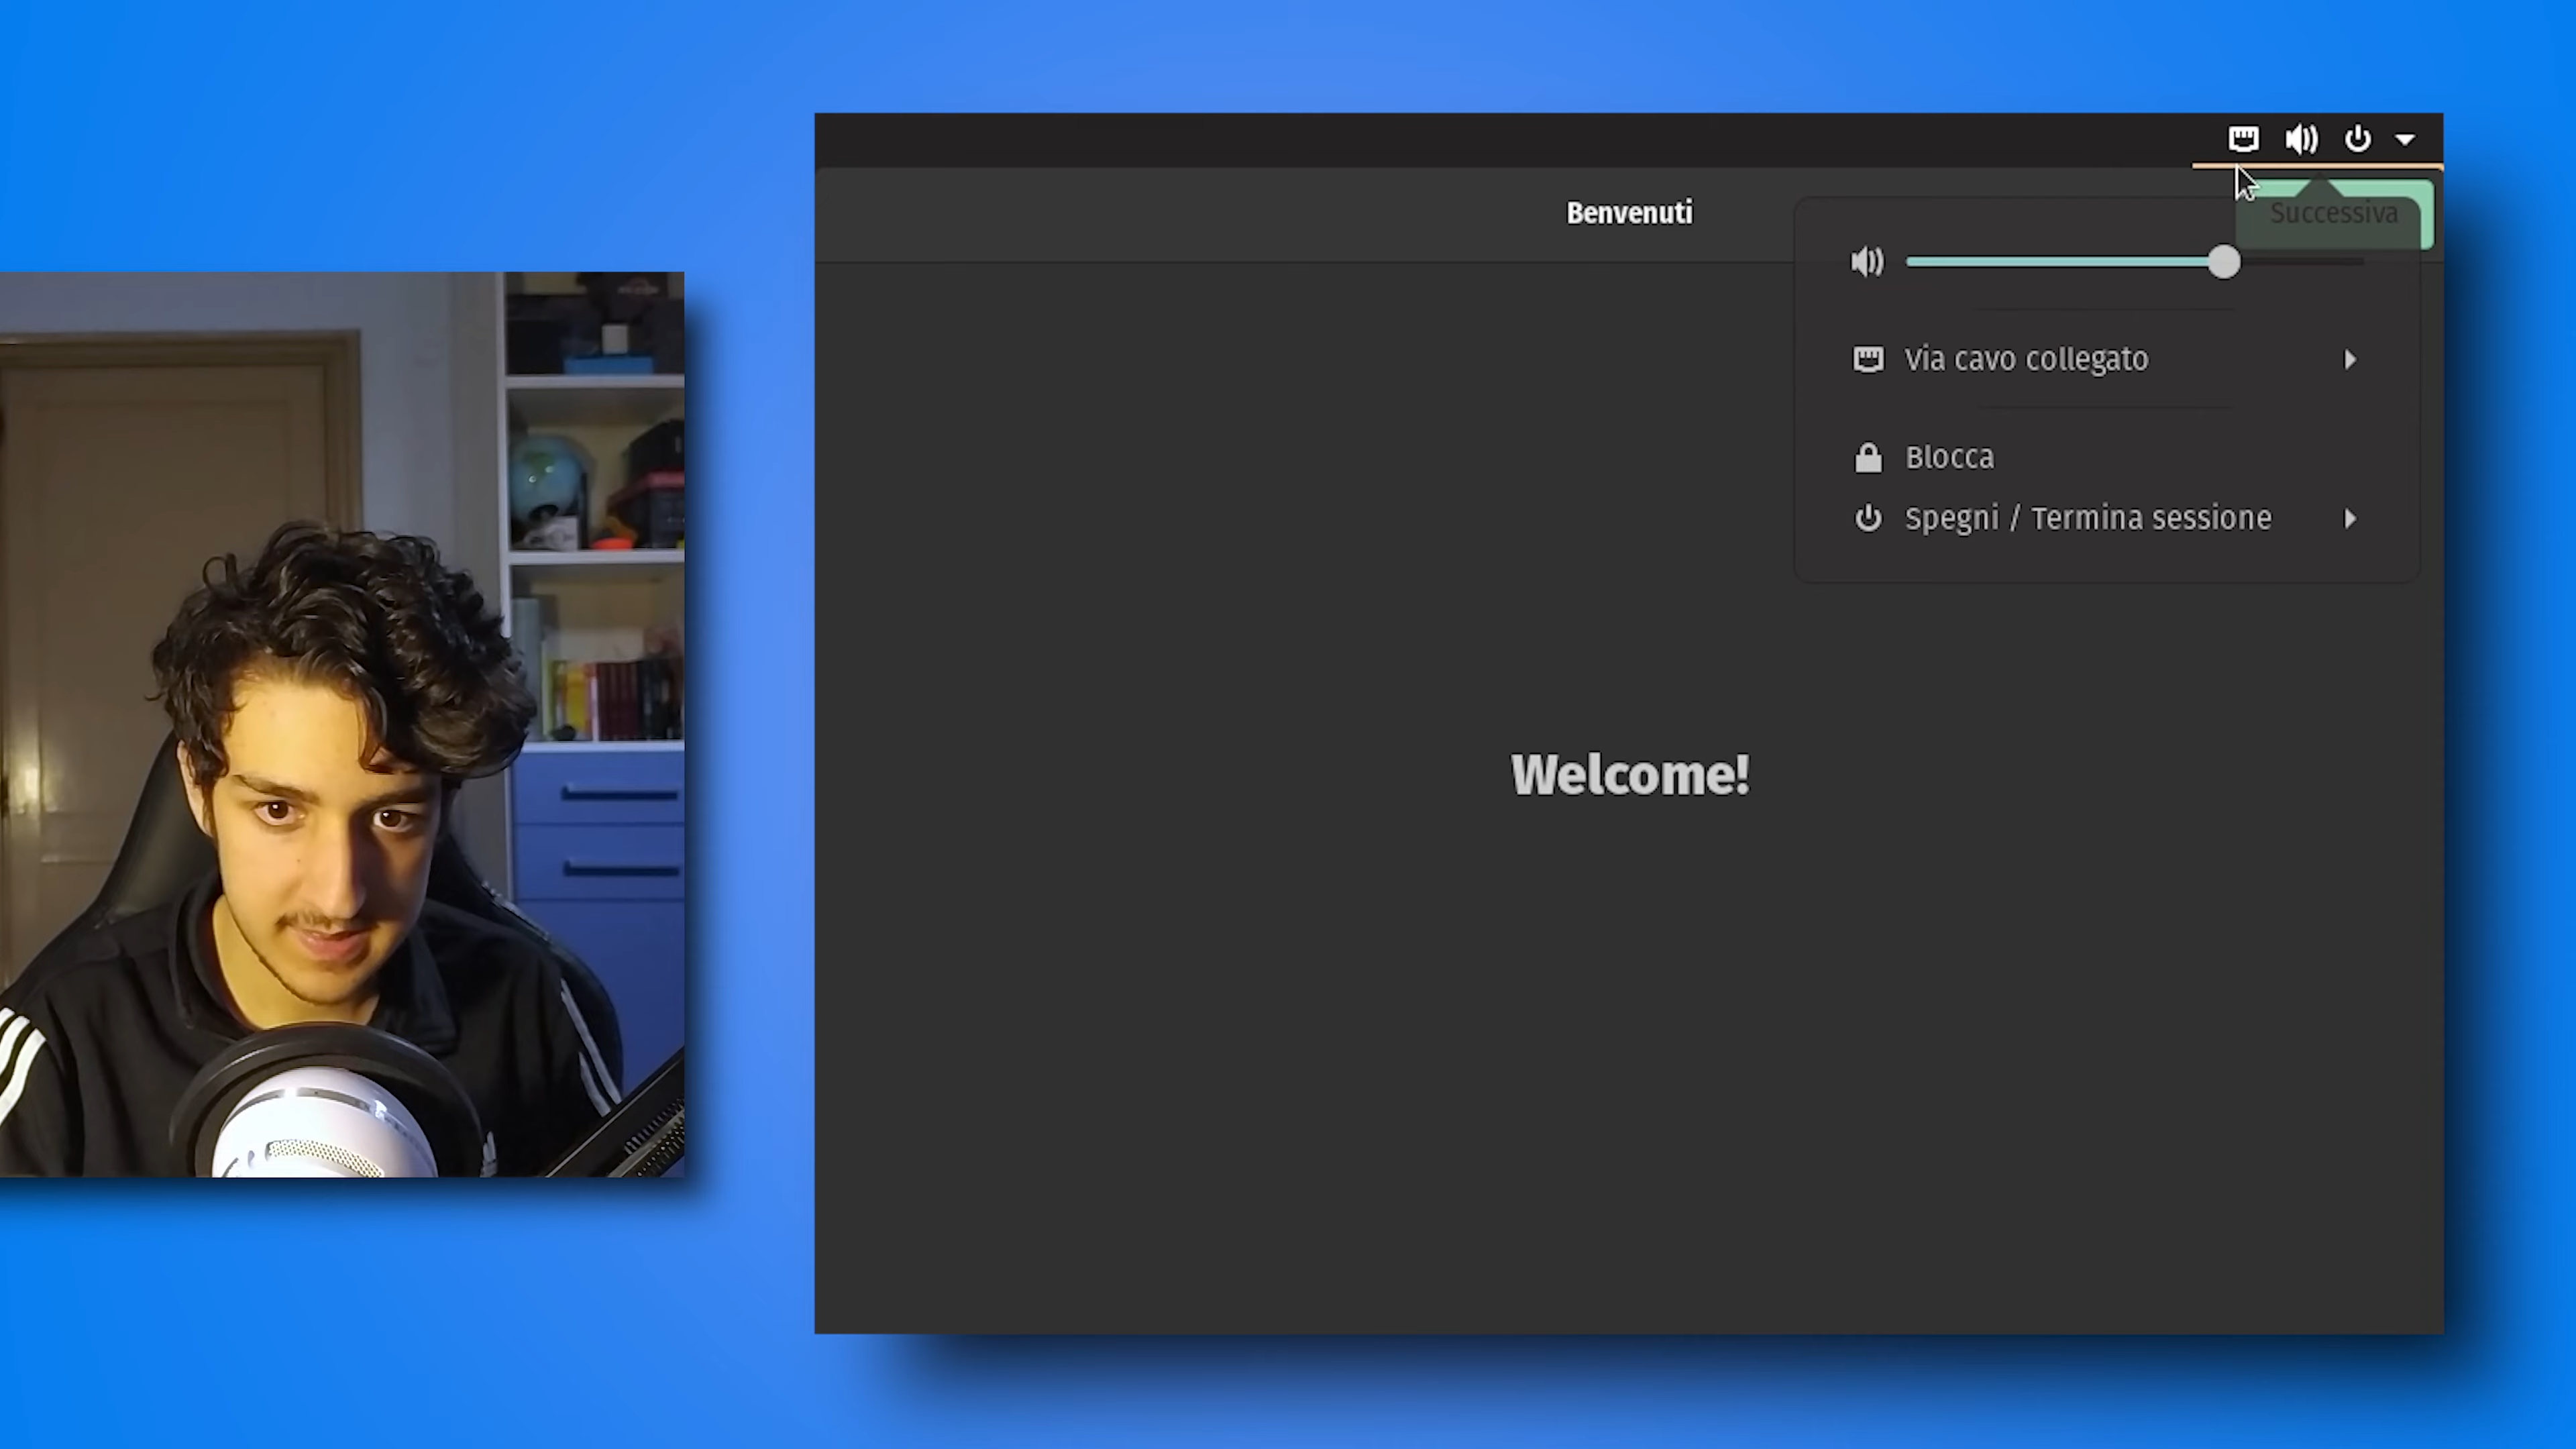 Benvenuti
Successiva
Via cavo collegato
Blocca
Spegni / Termina sessione
Welcome!